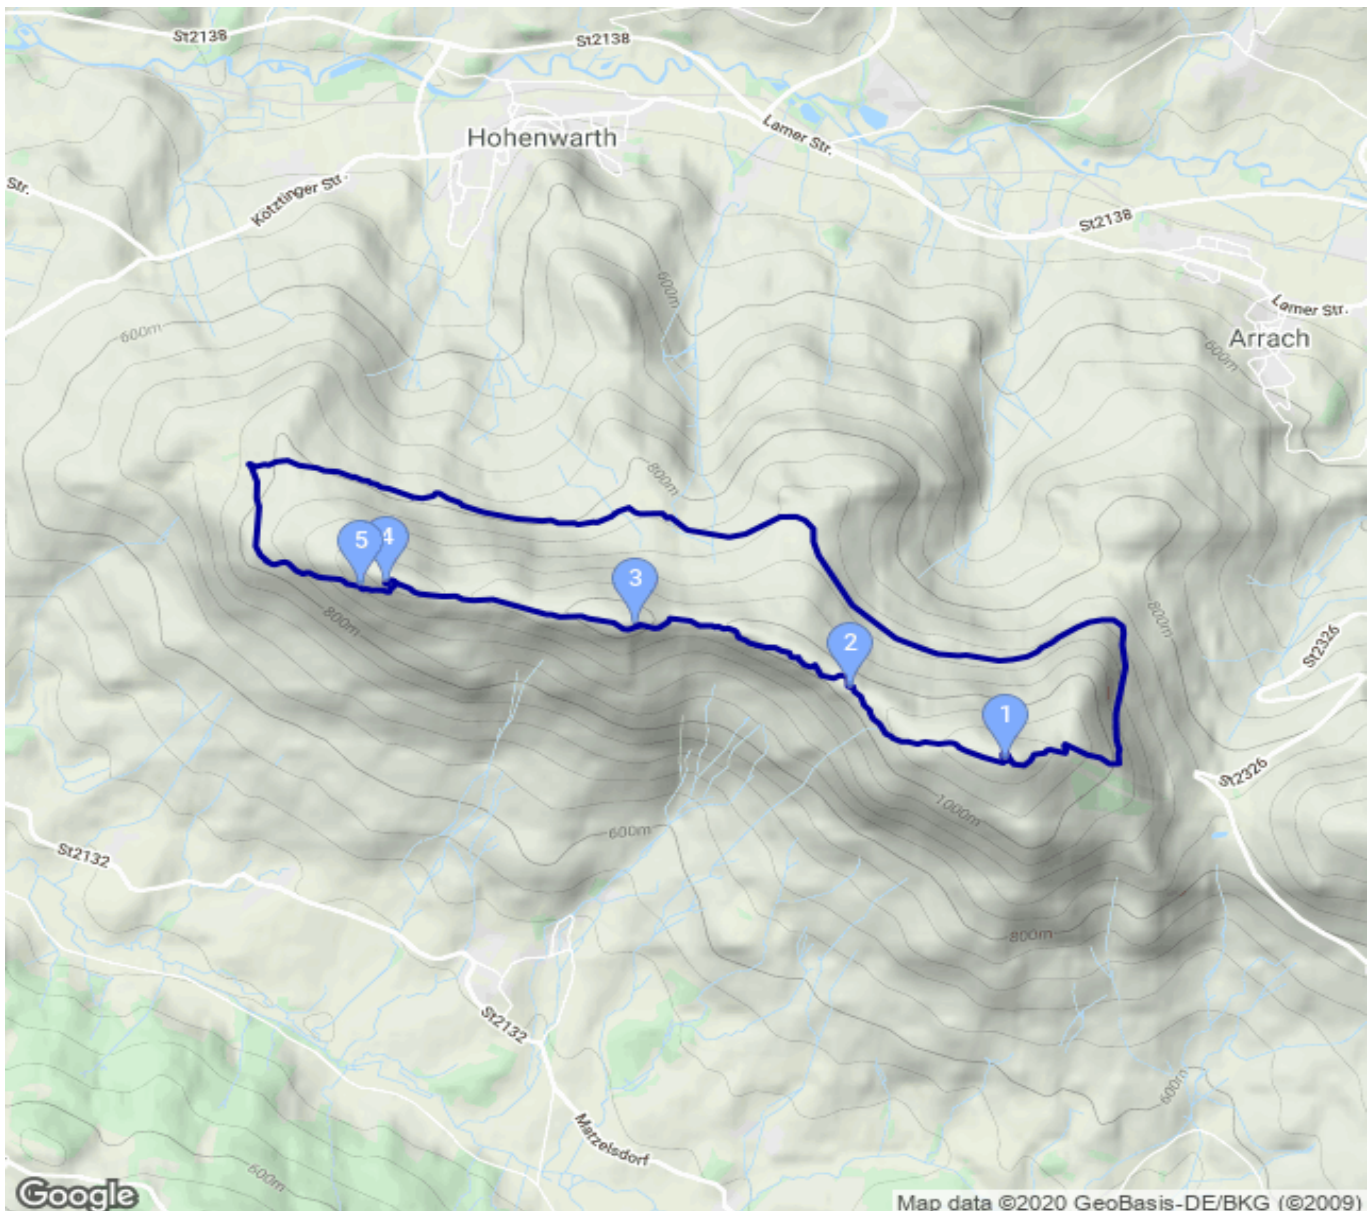 St2138
St2138
Hohenwarth
Lamer Str.
Str.
Kötztinger Str.
St2138
600m
Lamer Str.
600m
Arrach
600m
800m
5
4
3
800m
800m
2
St2326
1
St2326
1000m
600m
St2132
800m
St2132
600m
Matzelsdorf
600m
Google
Map data ©2020 GeoBasis-DE/BKG (©2009)